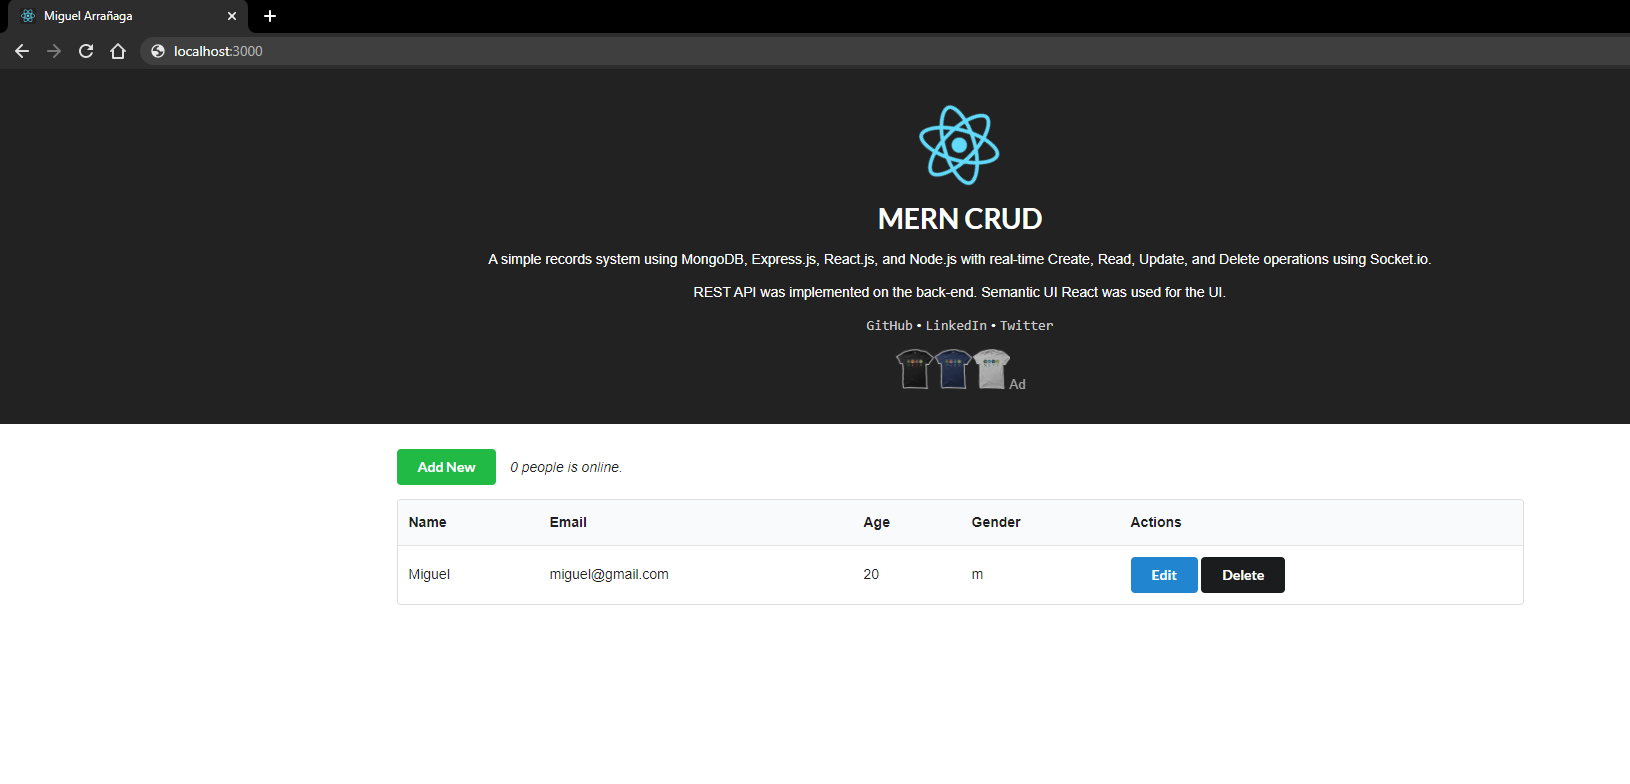 Miguel Arrañaga
localhost:3000
MERN CRUD
A simple records system using MongoDB, Express.js, React.js, and Node.js with real-time Create, Read, Update, and Delete operations using Socket.io.
REST API was implemented on the back-end. Semantic UI React was used for the UI.
GitHub • LinkedIn • Twitter
Ad
Add New 0 people is online.
Name Email Age Gender Actions
Miguel miguel@gmail.com 20 m Edit Delete